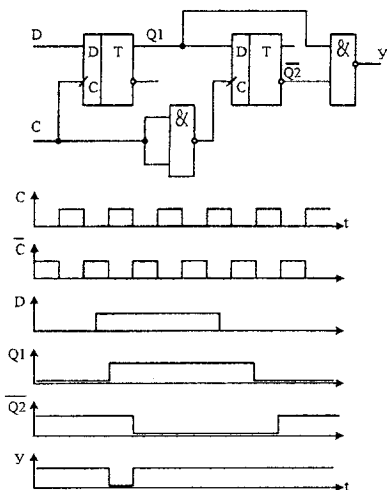 D D T Q1 D T &
C Q2 C y
C &
C t
C
D
Q1
Q2
y t